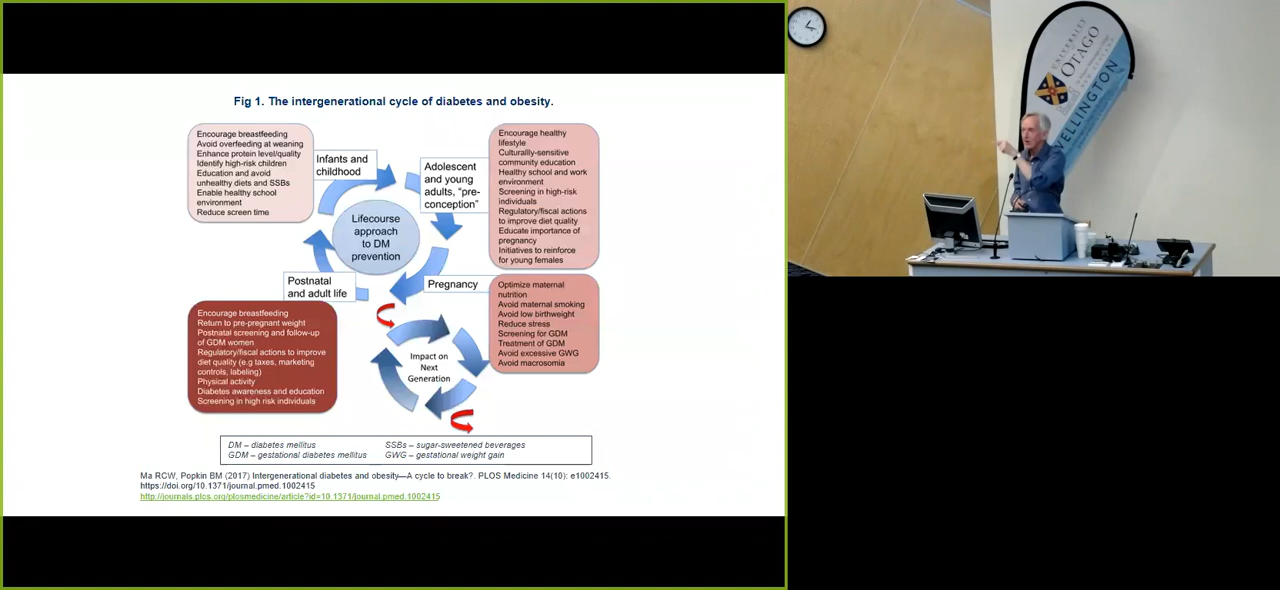 Fig 1. The intergenerational cycle of diabetes and obesity.
Encourage breastfeeding
Avoid overfeeding at weaning
Enhance protein level/quality
Identify high-risk children
Education and avoid
unhealthy diets and SSBs
Enable healthy school
environment
Reduce screen time
Infants and
childhood
Adolescent
and young
adults, “pre-
conception”
Encourage healthy
lifestyle
Culturallly-sensitive
community education
Healthy school and work
environment
Screening in high-risk
individuals
Regulatory/fiscal actions
to improve diet quality
Educate importance of
pregnancy
Initiatives to reinforce
for young females
Lifecourse
approach
to DM
prevention
Postnatal
and adult life
Pregnancy
Encourage breastfeeding
Return to pre-pregnant weight
Postnatal screening and follow-up
of GDM women
Regulatory/fiscal actions to improve
diet quality (e.g taxes, marketing
controls, labeling)
Physical activity
Diabetes awareness and education
Screening in high risk individuals
Optimize maternal
nutrition
Avoid maternal smoking
Avoid low birthweight
Reduce stress
Screening for GDM
Treatment of GDM
Avoid excessive GWG
Avoid macrosomia
Impact on
Next
Generation
DM – diabetes mellitus
SSBs – sugar-sweetened beverages
GDM – gestational diabetes mellitus
GWG – gestational weight gain
Ma RCW, Popkin BM (2017) Intergenerational diabetes and obesity—A cycle to break?. PLOS Medicine 14(10): e1002415.
https://doi.org/10.1371/journal.pmed.1002415
http://journals.plos.org/plosmedicine/article?id=10.1371/journal.pmed.1002415
UNIVERSITY
OTAGO
WELLINGTON